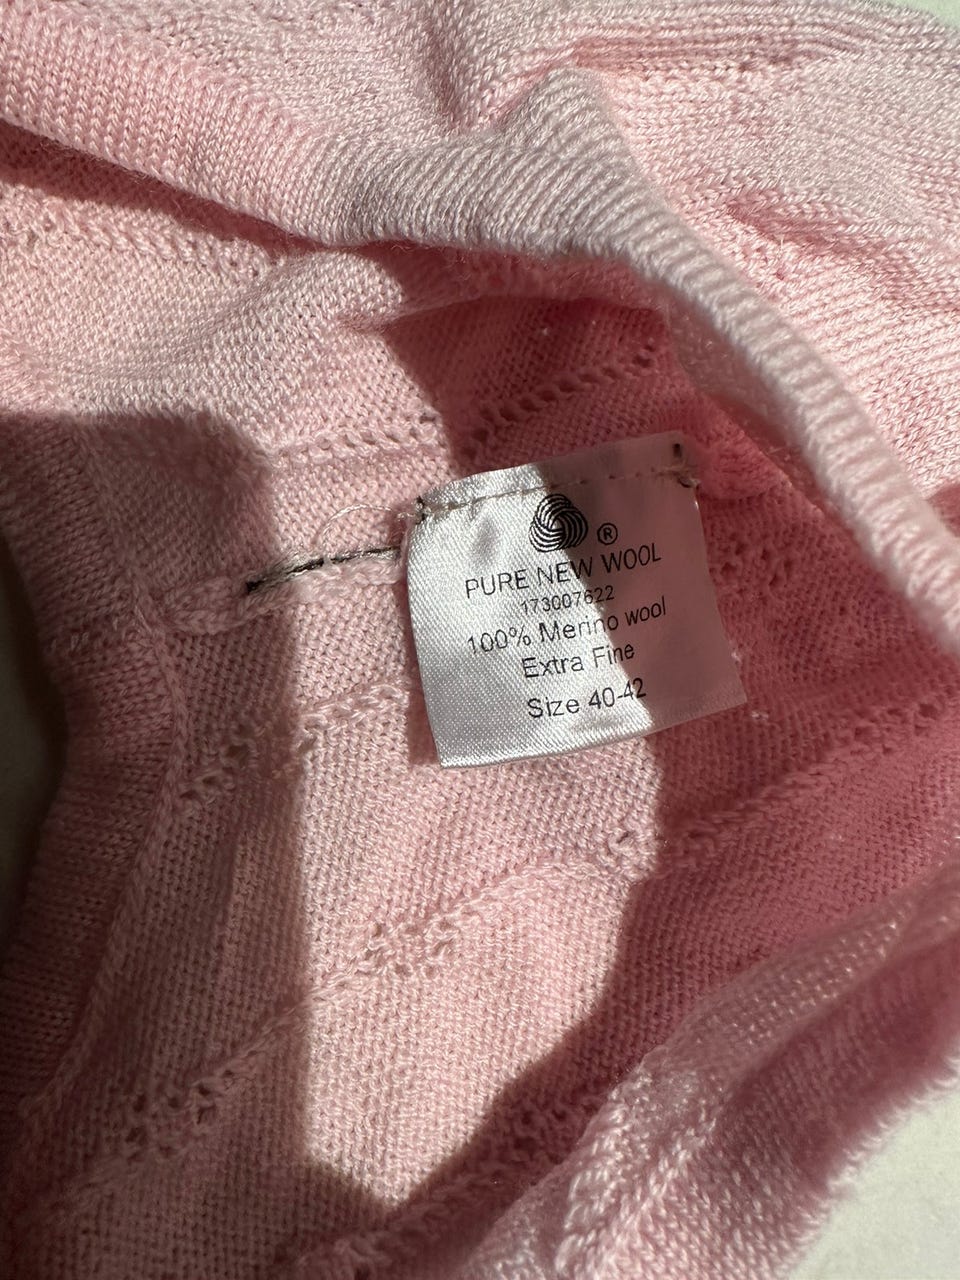 ®
PURE NEW WOOL
173007622
100% Merino wool
Extra Fine
Size 40-42